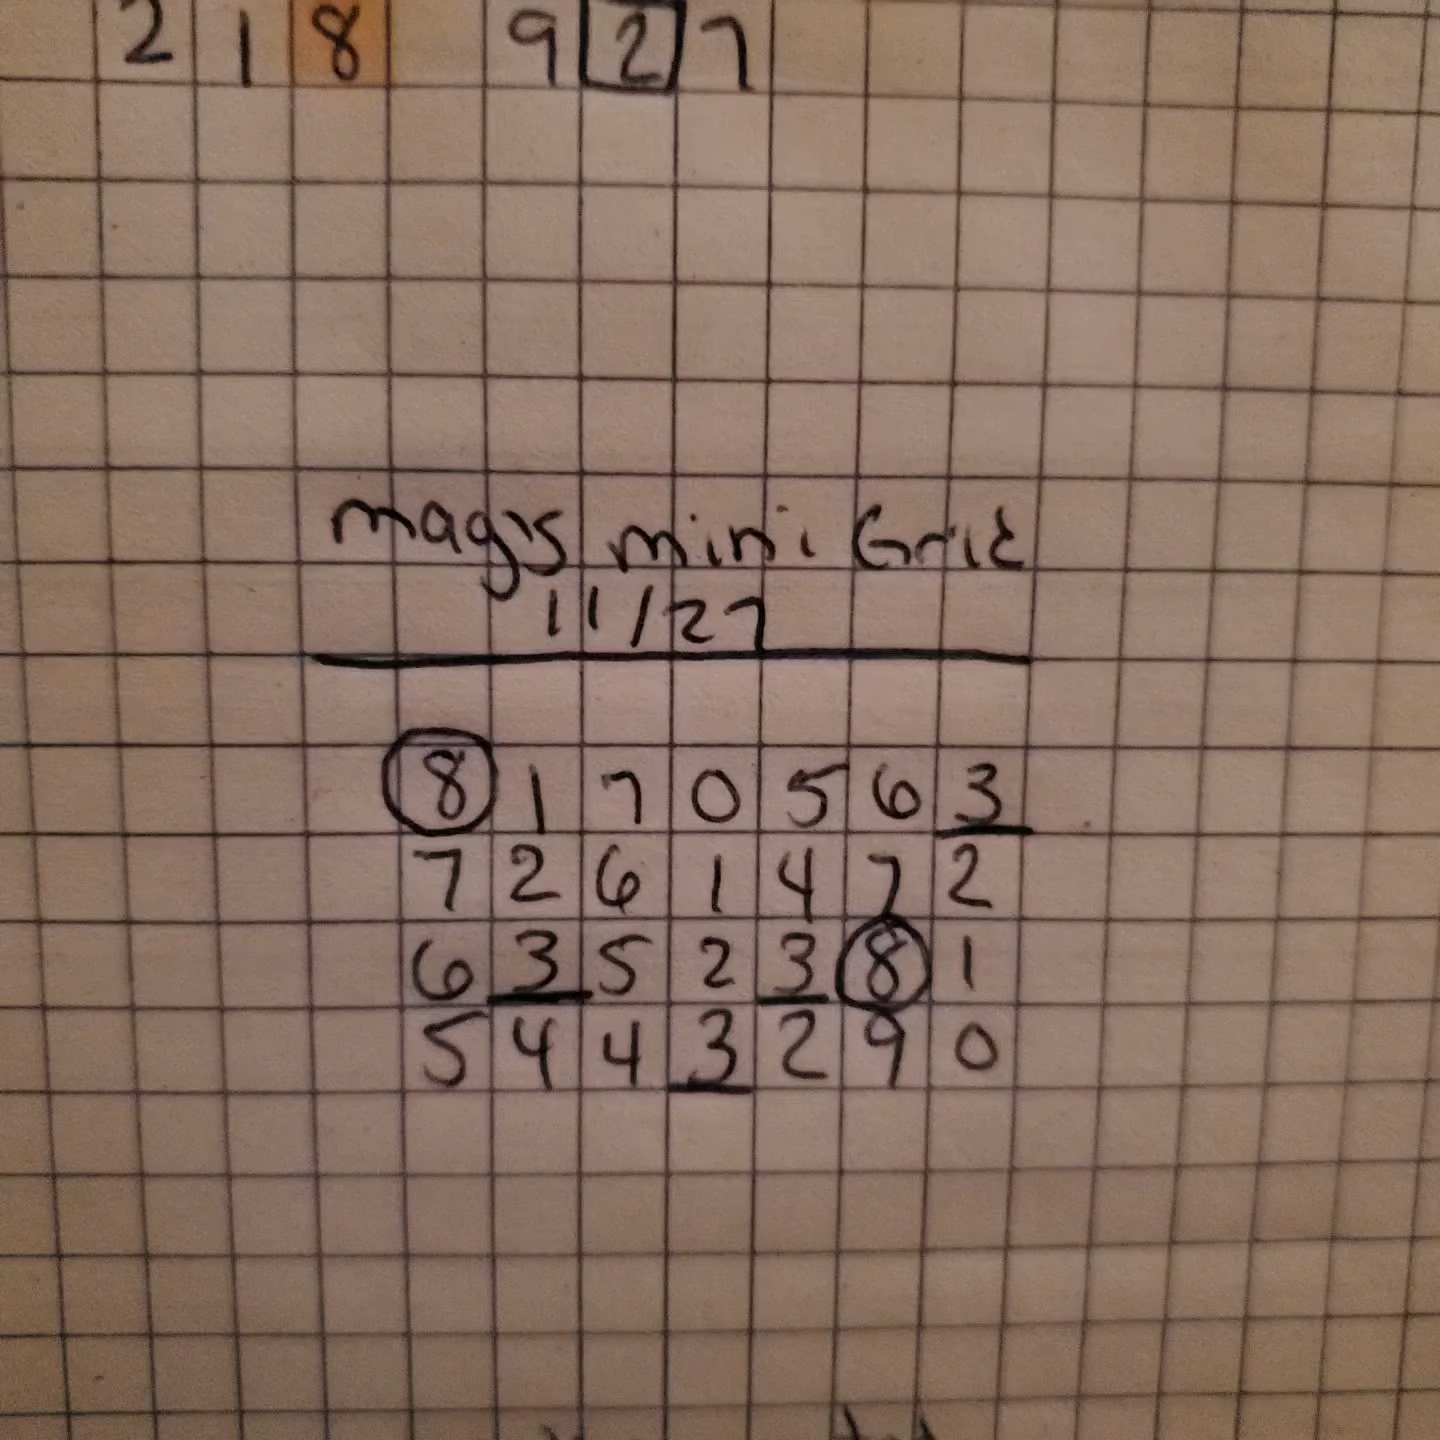 2 1 8 9 2 7
mag's mini Grid
11/27
8 1 7 0 5 6 3
7 2 6 1 4 7 2
6 3 5 2 3 8 1
5 4 4 3 2 9 0